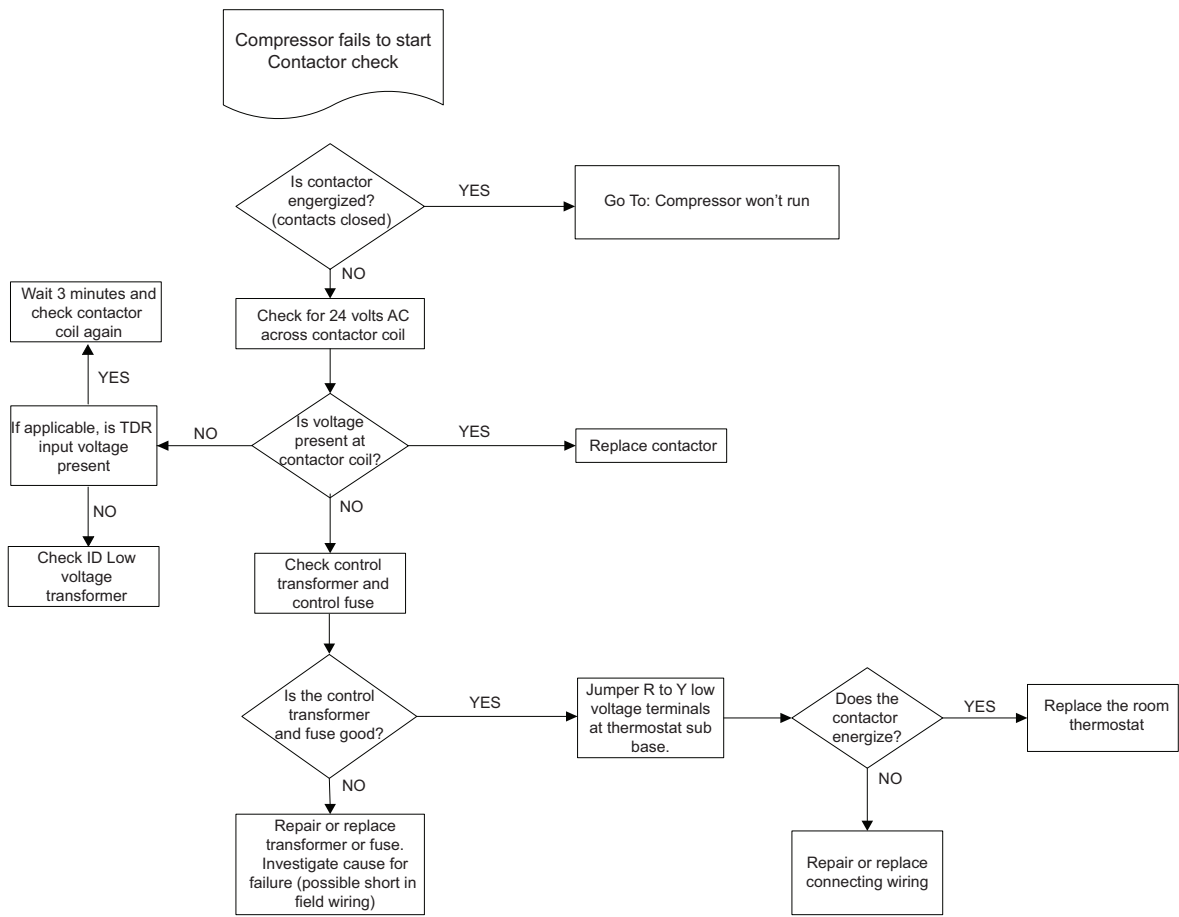 Compressor fails to start
Contactor check
Is contactor
engergized?
(contacts closed)
YES
Go To: Compressor won't run
NO
Wait 3 minutes and
check contactor
coil again
Check for 24 volts AC
across contactor coil
YES
If applicable, is TDR
input voltage
present
NO
Is voltage
present at
contactor coil?
YES
Replace contactor
NO
NO
Check ID Low
voltage
transformer
Check control
transformer and
control fuse
Is the control
transformer
and fuse good?
YES
Jumper R to Y low
voltage terminals
at thermostat sub
base.
Does the
contactor
energize?
YES
Replace the room
thermostat
NO
NO
Repair or replace
transformer or fuse.
Investigate cause for
failure (possible short in
field wiring)
Repair or replace
connecting wiring